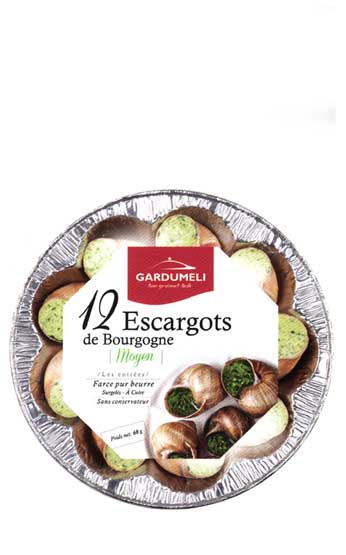 GARDUMELI
12 Escargots
de Bourgogne
Moyen
/Les entrées/
Farce pur beurre
Surgelés - À Cuire
Sans conservateur
Poids net: 68 g